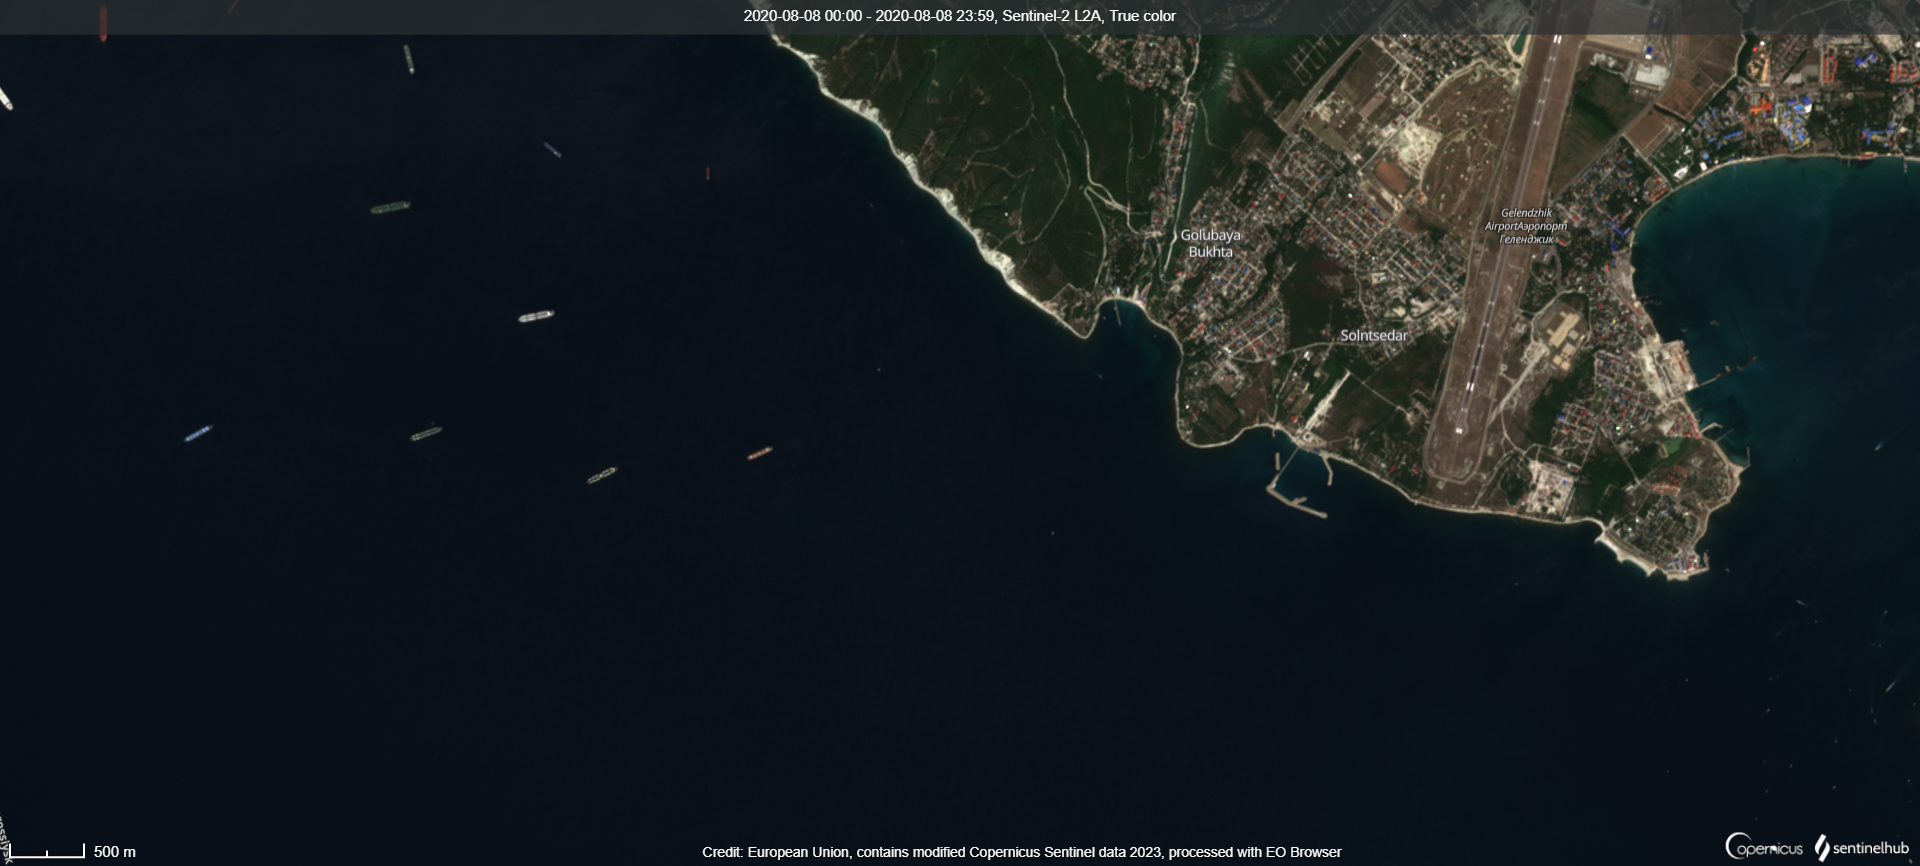 2020-08-08 00:00 - 2020-08-08 23:59, Sentinel-2 L2A, True color
Gelendzhik
AirportАэропорт
Геленджик
Golubaya
Bukhta
Solntsedar
500 m
Credit: European Union, contains modified Copernicus Sentinel data 2023, processed with EO Browser
Copernicus
sentinelhub